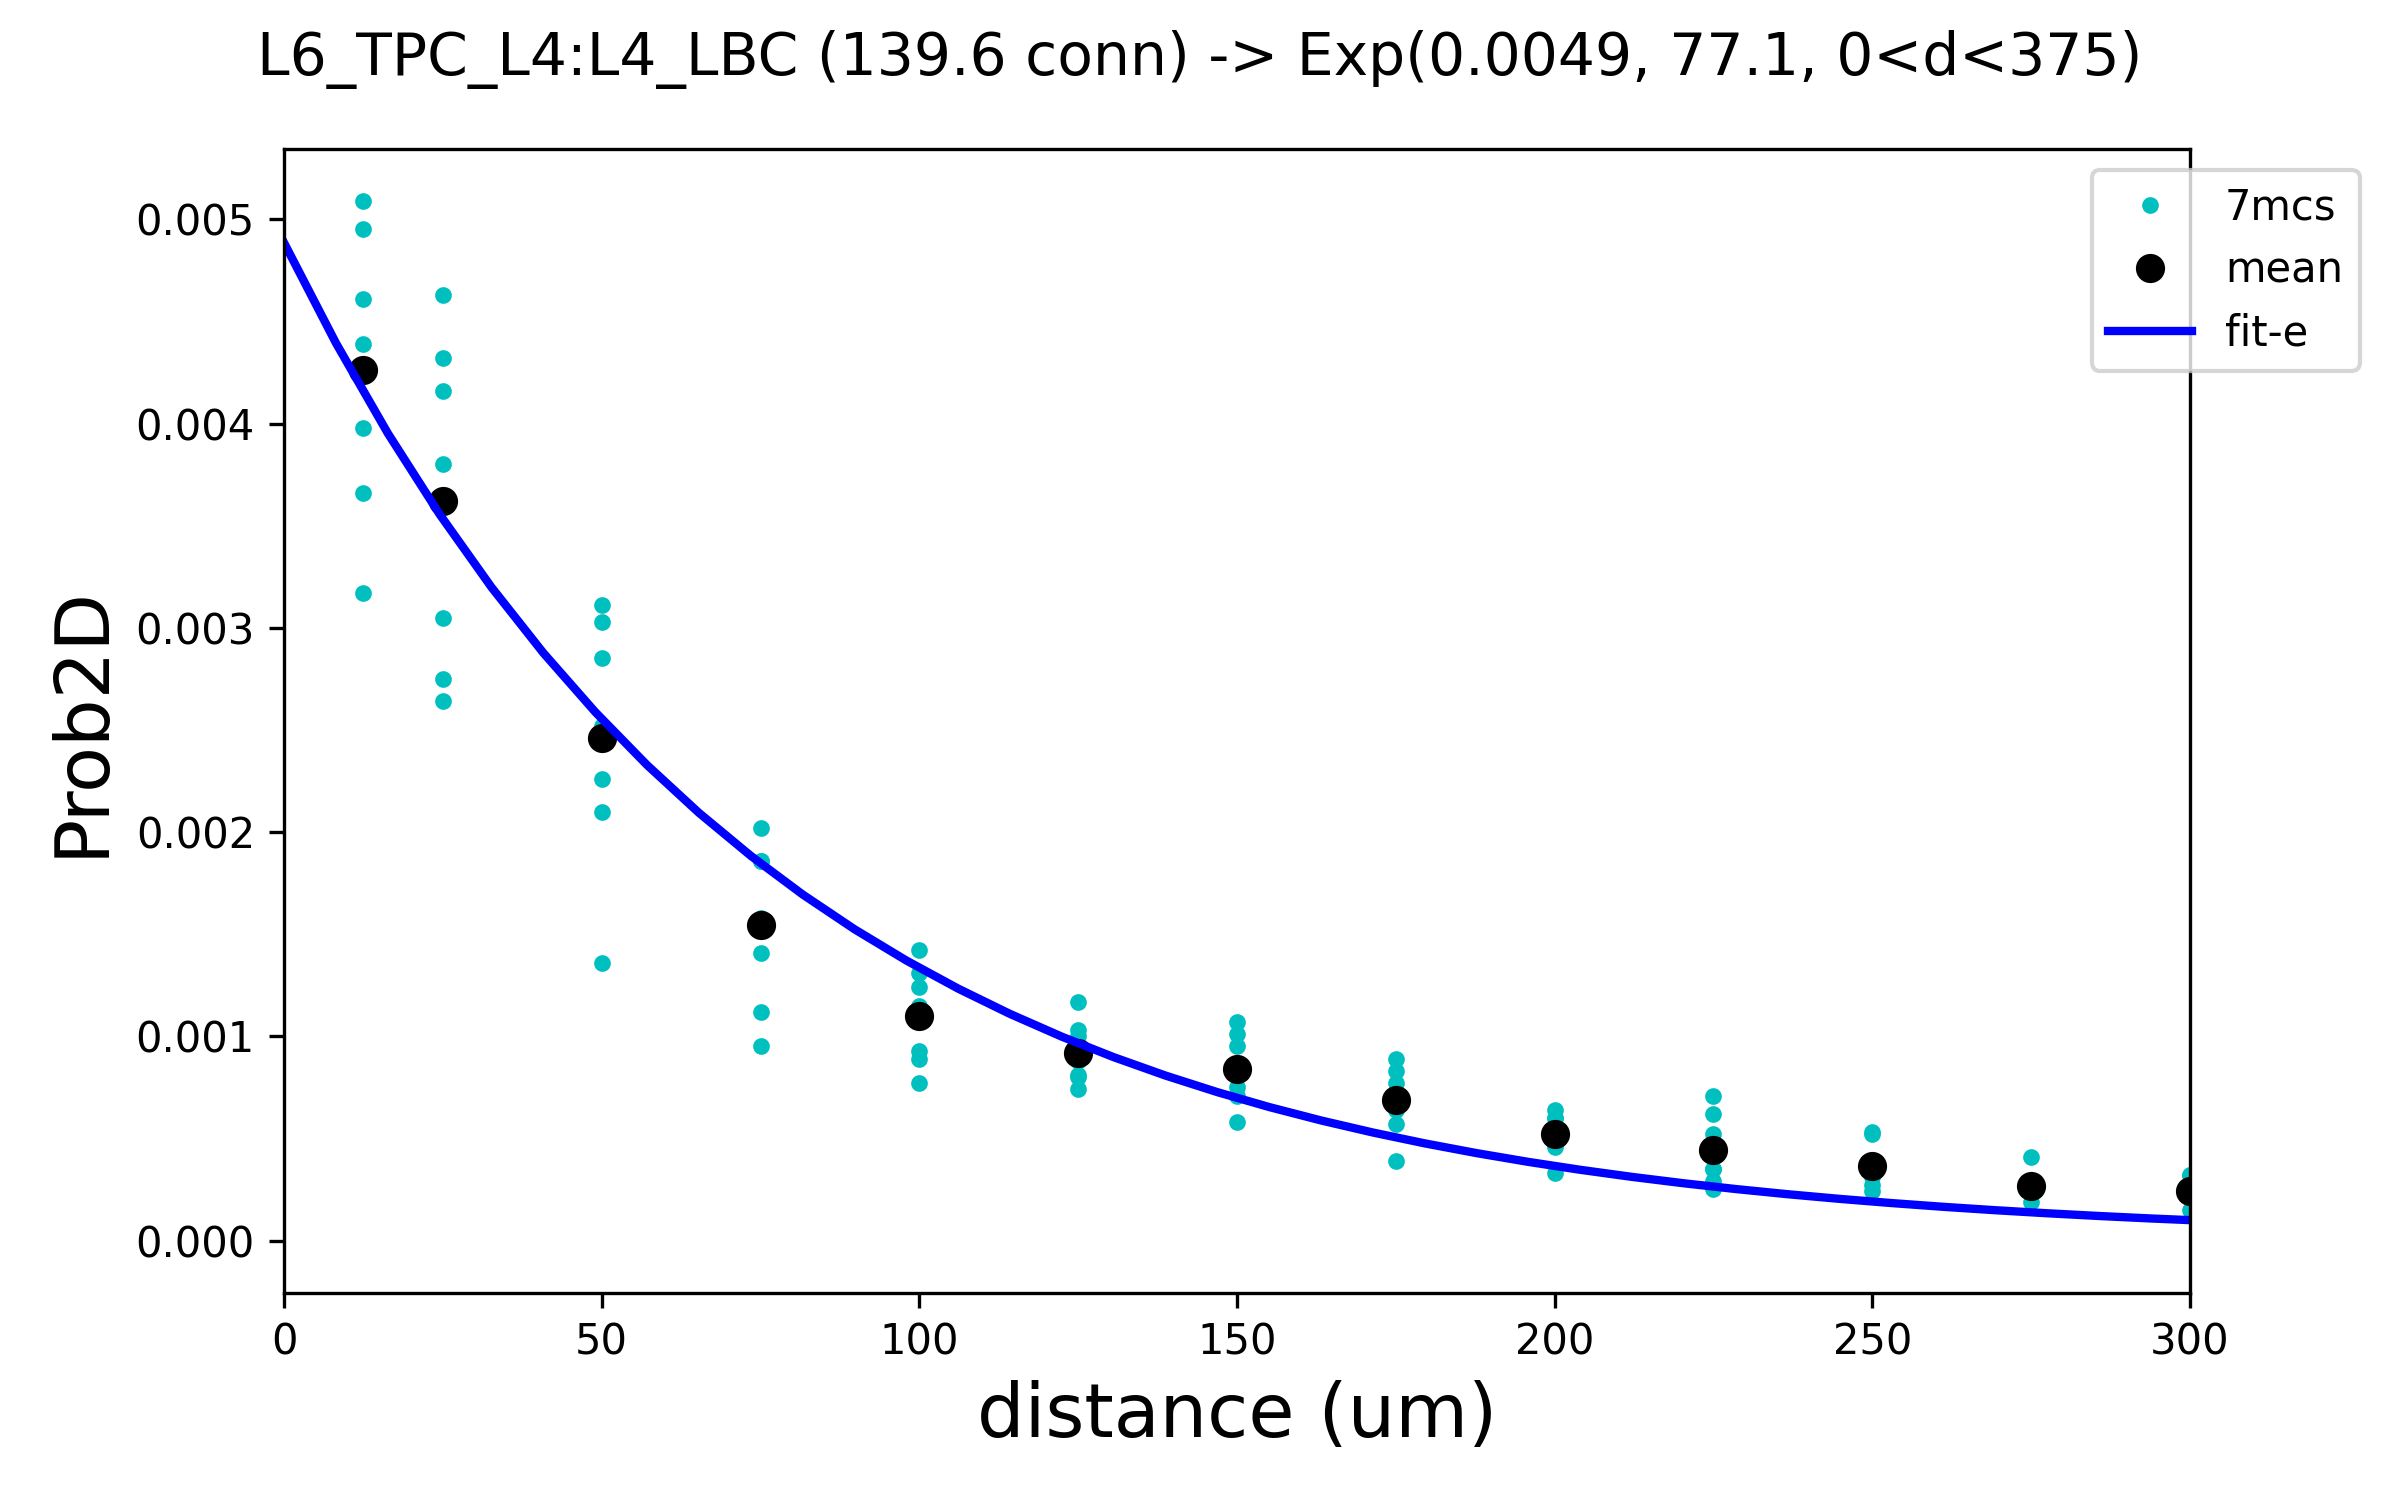 L6_TPC_L4:L4_LBC (139.6 conn) -> Exp(0.0049, 77.1, 0<d<375)
7mcs
mean
fit-e
Prob2D
0.005
0.004
0.003
0.002
0.001
0.000
0 50 100 150 200 250 300
distance (um)